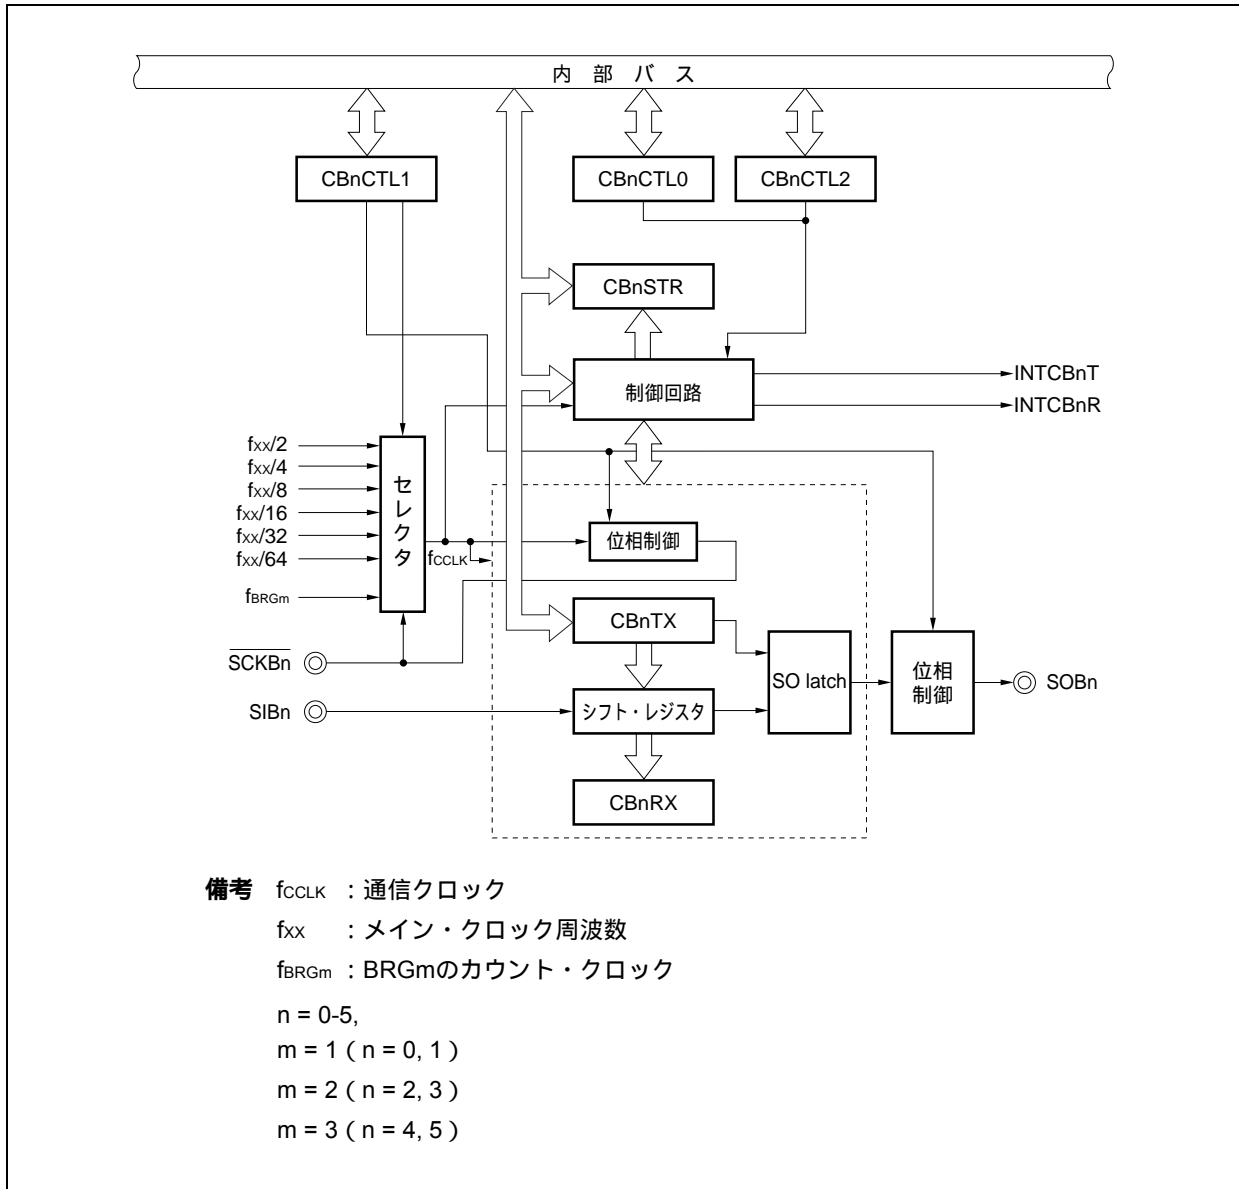 内 部 バ ス
CBnCTL1
CBnCTL0
CBnCTL2
CBnSTR
制御回路
INTCBnT
INTCBnR
fXX/2
fXX/4
fXX/8
fXX/16
fXX/32
fXX/64
fBRGm
セレクタ
fCCLK
位相制御
SCKBn
SIBn
CBnTX
シフト・レジスタ
CBnRX
SO latch
位相
制御
SOBn
備考 fCCLK :通信クロック
fXX :メイン・クロック周波数
fBRGm :BRGmのカウント・クロック
n = 0-5,
m = 1(n = 0, 1)
m = 2(n = 2, 3)
m = 3(n = 4, 5)